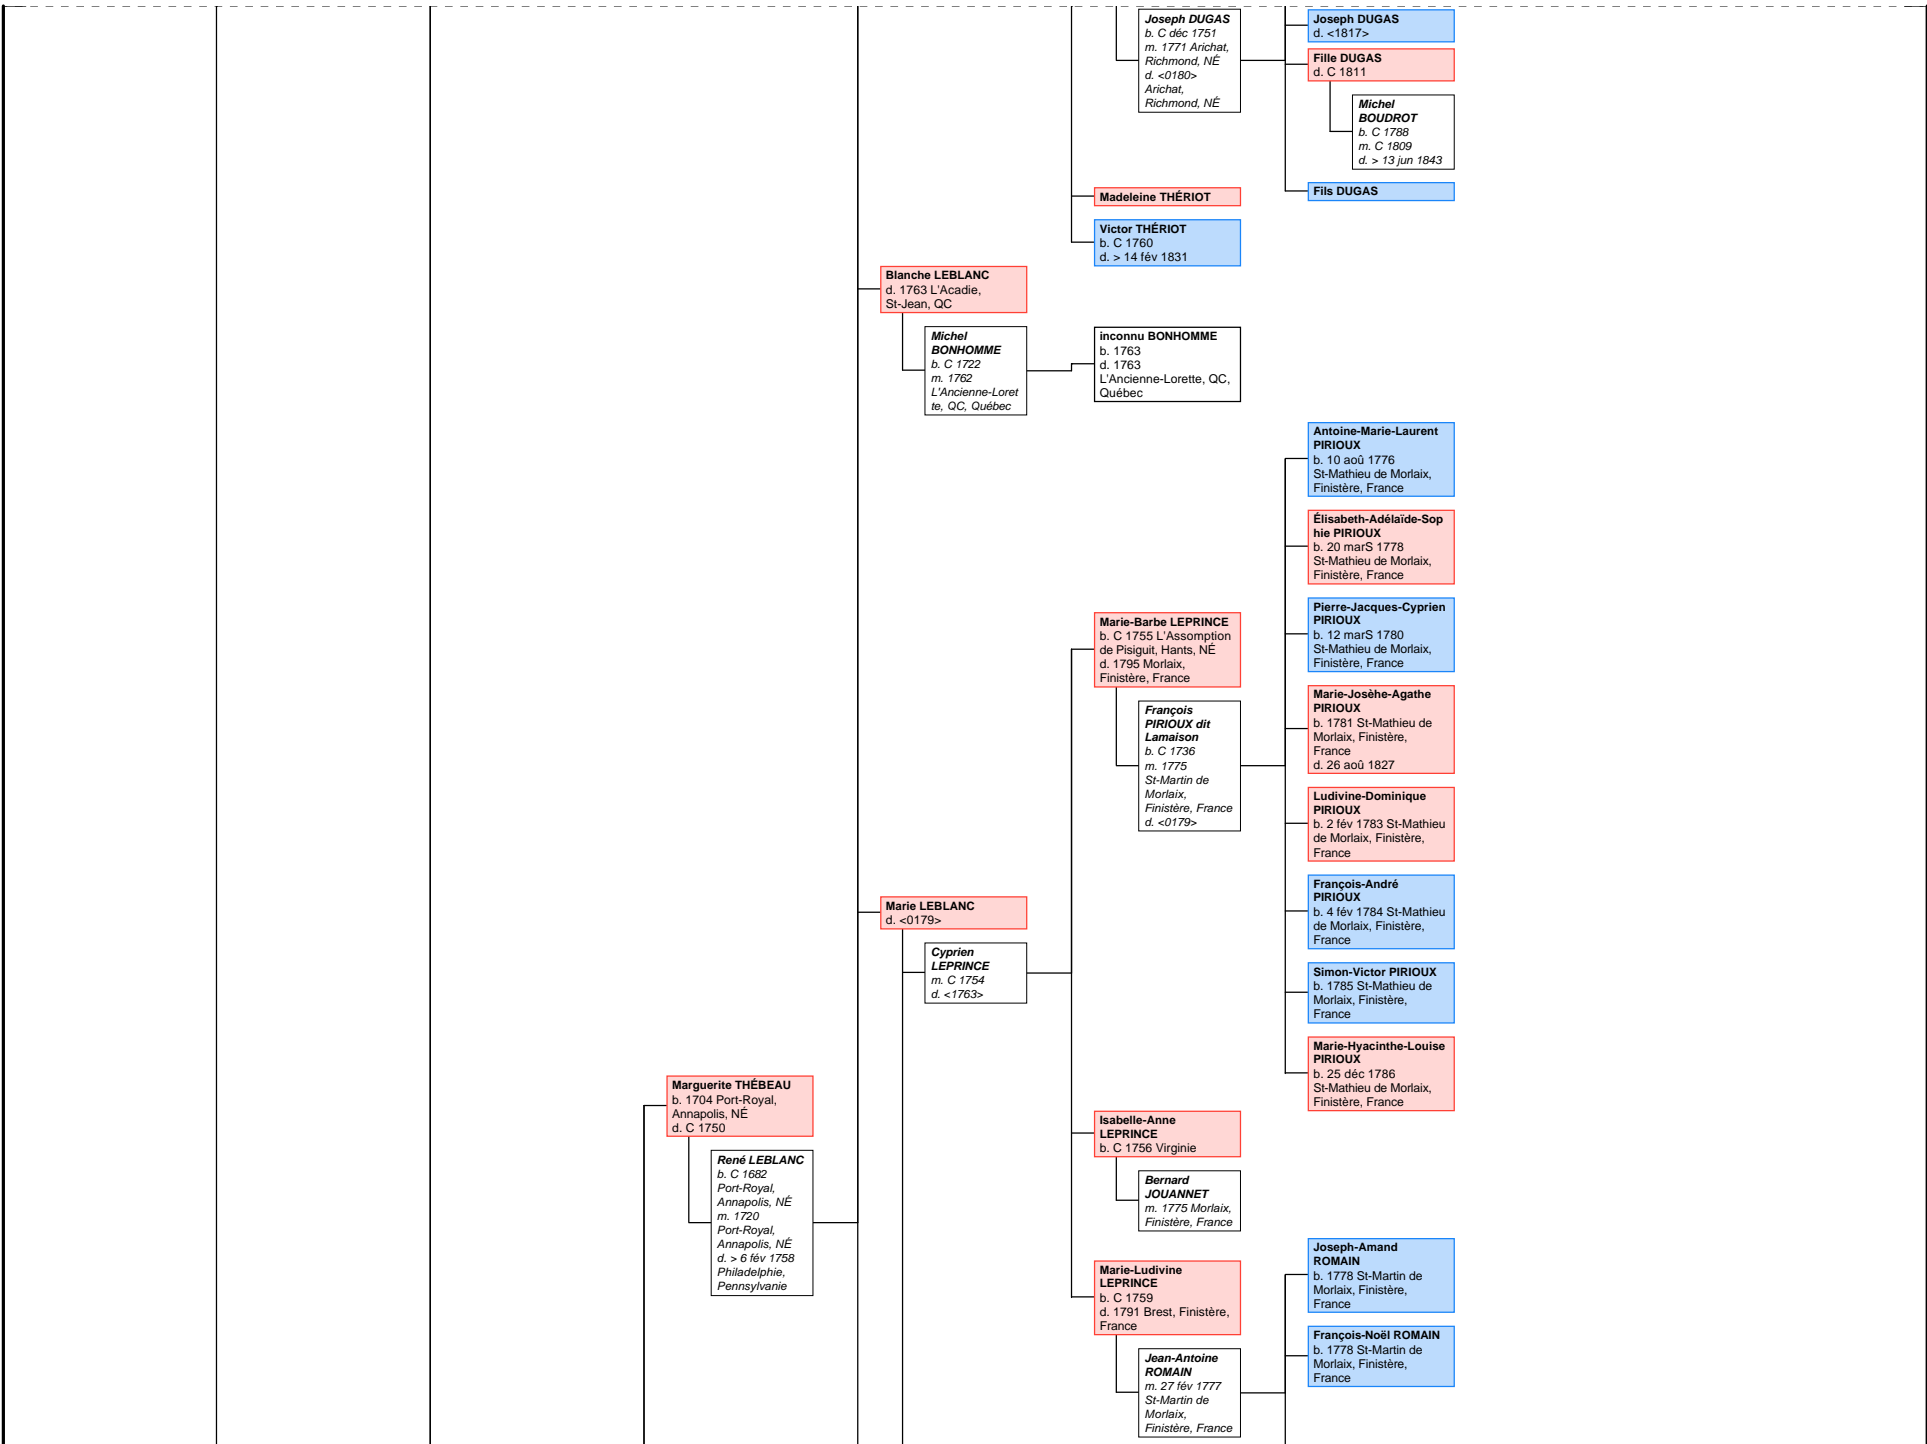 Joseph DUGAS
b. C déc 1751
m. 1771 Arichat,
Richmond, NÉ
d. <0180>
Arichat,
Richmond, NÉ
Joseph DUGAS
d. <1817>
Fille DUGAS
d. C 1811
Michel
BOUDROT
b. C 1788
m. C 1809
d. > 13 jun 1843
Fils DUGAS
Madeleine THÉRIOT
Victor THÉRIOT
b. C 1760
d. > 14 fév 1831
Blanche LEBLANC
d. 1763 L'Acadie,
St-Jean, QC
Michel
BONHOMME
b. C 1722
m. 1762
L'Ancienne-Loret
te, QC, Québec
inconnu BONHOMME
b. 1763
d. 1763
L'Ancienne-Lorette, QC,
Québec
Antoine-Marie-Laurent
PIRIOUX
b. 10 aoû 1776
St-Mathieu de Morlaix,
Finistère, France
Élisabeth-Adélaïde-Sop
hie PIRIOUX
b. 20 marS 1778
St-Mathieu de Morlaix,
Finistère, France
Pierre-Jacques-Cyprien
PIRIOUX
b. 12 marS 1780
St-Mathieu de Morlaix,
Finistère, France
Marie-Barbe LEPRINCE
b. C 1755 L'Assomption
de Pisiguit, Hants, NÉ
d. 1795 Morlaix,
Finistère, France
François
PIRIOUX dit
Lamaison
b. C 1736
m. 1775
St-Martin de
Morlaix,
Finistère, France
d. <0179>
Marie-Josèhe-Agathe
PIRIOUX
b. 1781 St-Mathieu de
Morlaix, Finistère,
France
d. 26 aoû 1827
Ludivine-Dominique
PIRIOUX
b. 2 fév 1783 St-Mathieu
de Morlaix, Finistère,
France
François-André
PIRIOUX
b. 4 fév 1784 St-Mathieu
de Morlaix, Finistère,
France
Marie LEBLANC
d. <0179>
Cyprien
LEPRINCE
m. C 1754
d. <1763>
Simon-Victor PIRIOUX
b. 1785 St-Mathieu de
Morlaix, Finistère,
France
Marie-Hyacinthe-Louise
PIRIOUX
b. 25 déc 1786
St-Mathieu de Morlaix,
Finistère, France
Marguerite THÉBEAU
b. 1704 Port-Royal,
Annapolis, NÉ
d. C 1750
René LEBLANC
b. C 1682
Port-Royal,
Annapolis, NÉ
m. 1720
Port-Royal,
Annapolis, NÉ
d. > 6 fév 1758
Philadelphie,
Pennsylvanie
Isabelle-Anne
LEPRINCE
b. C 1756 Virginie
Bernard
JOUANNET
m. 1775 Morlaix,
Finistère, France
Marie-Ludivine
LEPRINCE
b. C 1759
d. 1791 Brest, Finistère,
France
Jean-Antoine
ROMAIN
m. 27 fév 1777
St-Martin de
Morlaix,
Finistère, France
Joseph-Amand
ROMAIN
b. 1778 St-Martin de
Morlaix, Finistère,
France
François-Noël ROMAIN
b. 1778 St-Martin de
Morlaix, Finistère,
France